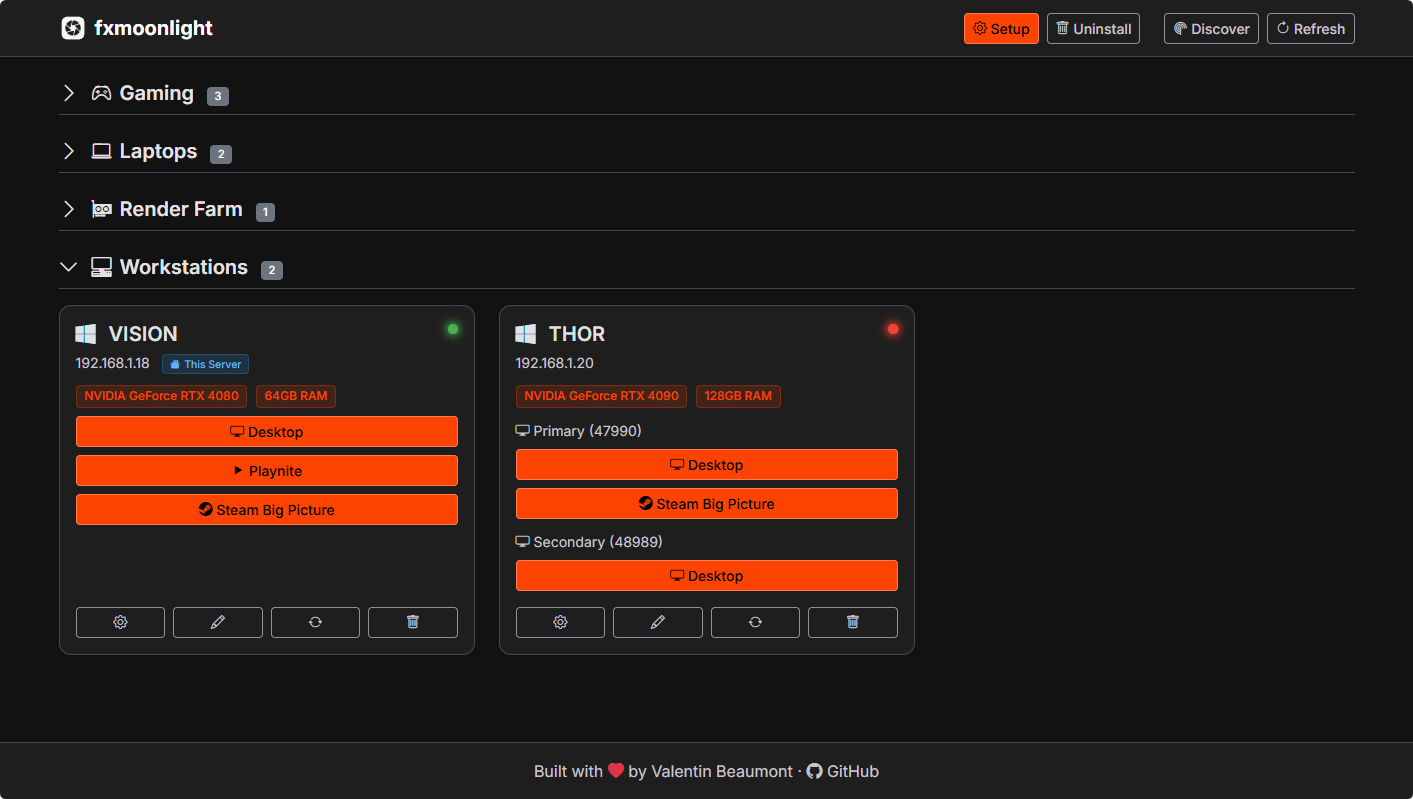 fxmoonlight
Setup
Uninstall
Discover
Refresh
Gaming 3
Laptops 2
Render Farm 1
Workstations 2
VISION
192.168.1.18 This Server
NVIDIA GeForce RTX 4080 64GB RAM
Desktop
Playnite
Steam Big Picture
THOR
192.168.1.20
NVIDIA GeForce RTX 4090 128GB RAM
Primary (47990)
Desktop
Steam Big Picture
Secondary (48989)
Desktop
Built with ❤ by Valentin Beaumont · GitHub